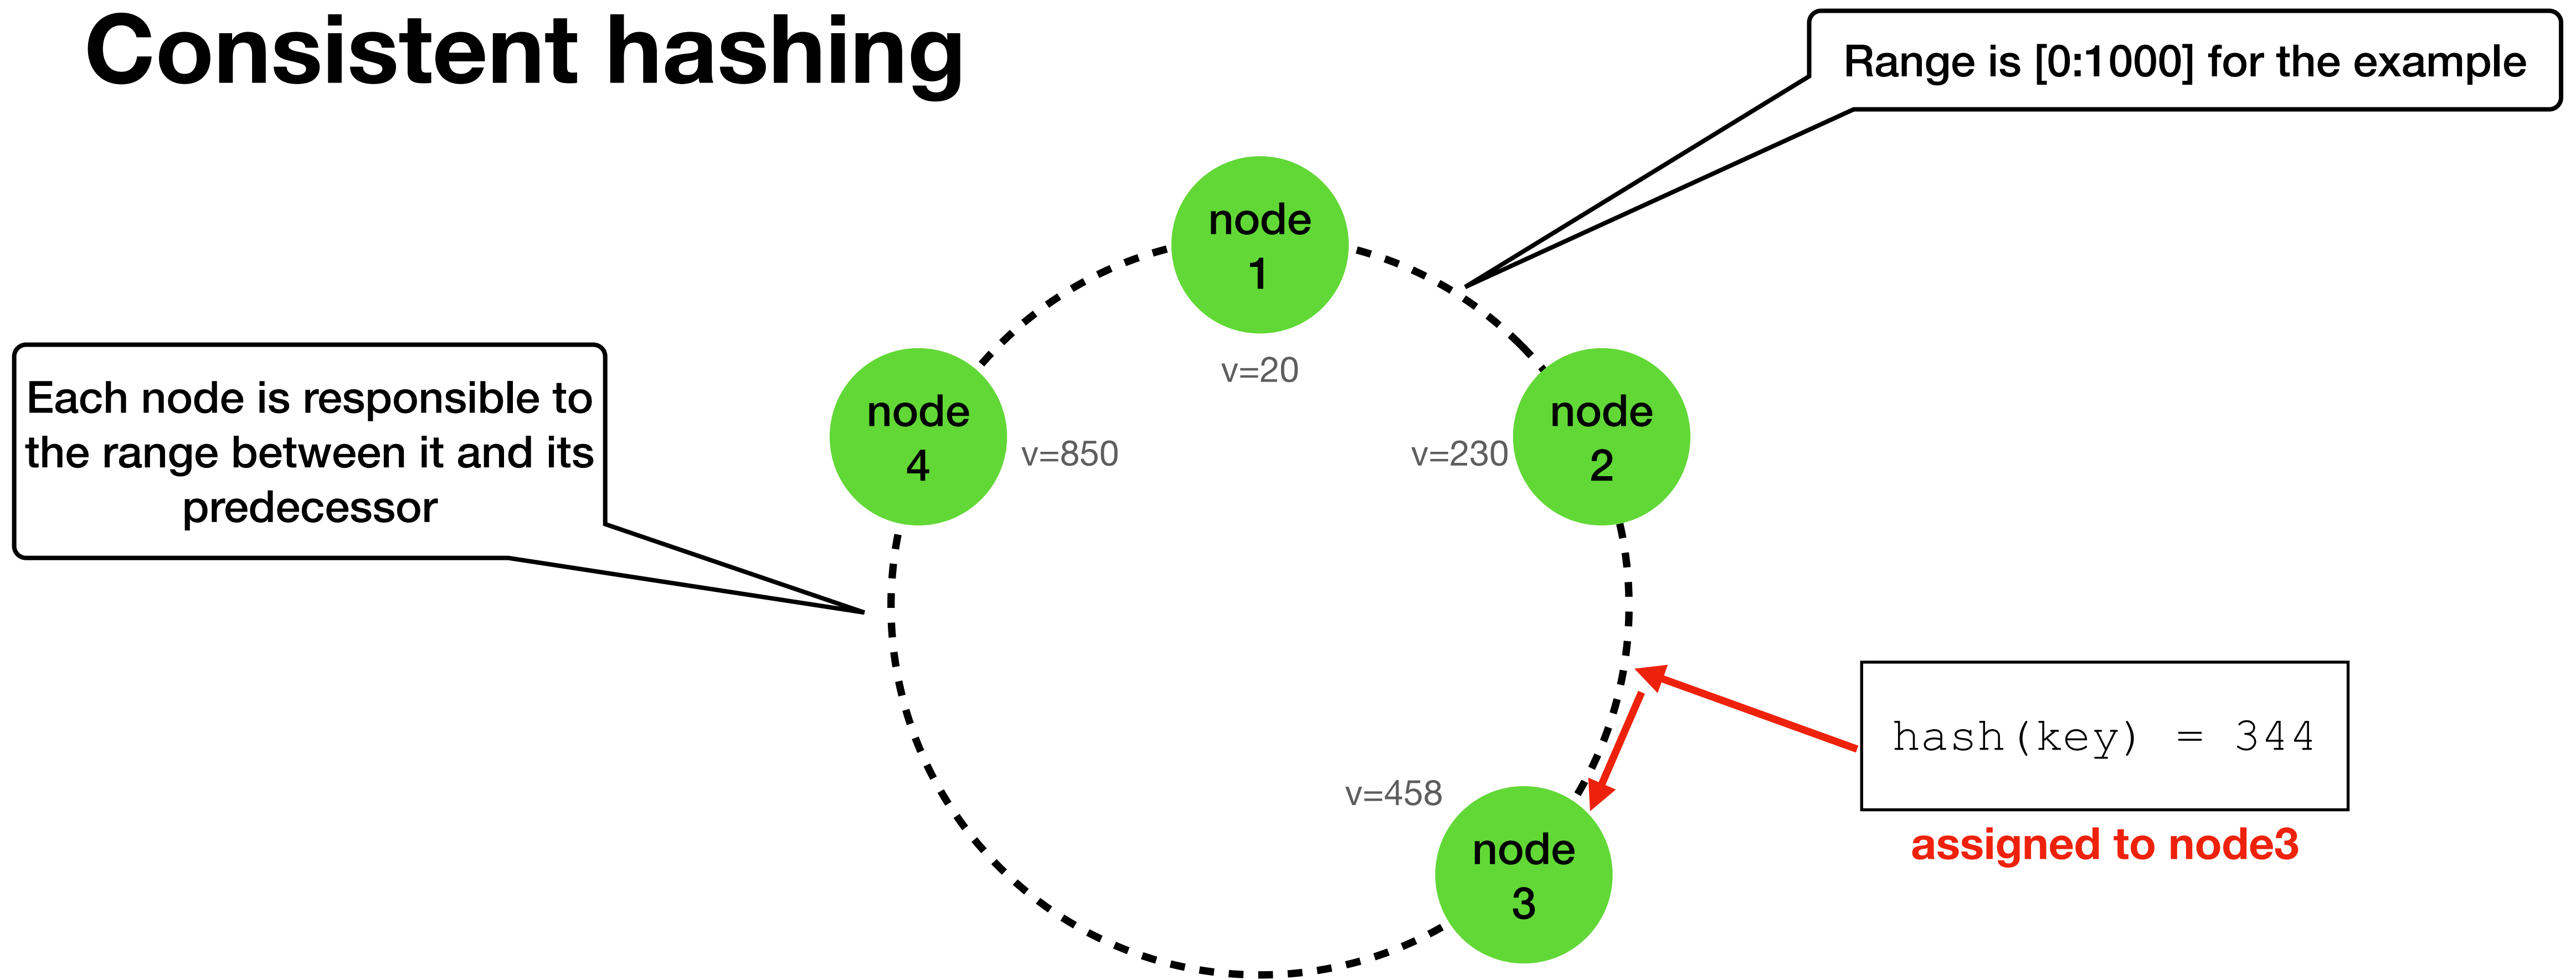 Consistent hashing
Range is [0:1000] for the example
node
1
v=20
Each node is responsible to
the range between it and its
predecessor
node
4
v=850
v=230
node
2
hash(key) = 344
assigned to node3
v=458
node
3